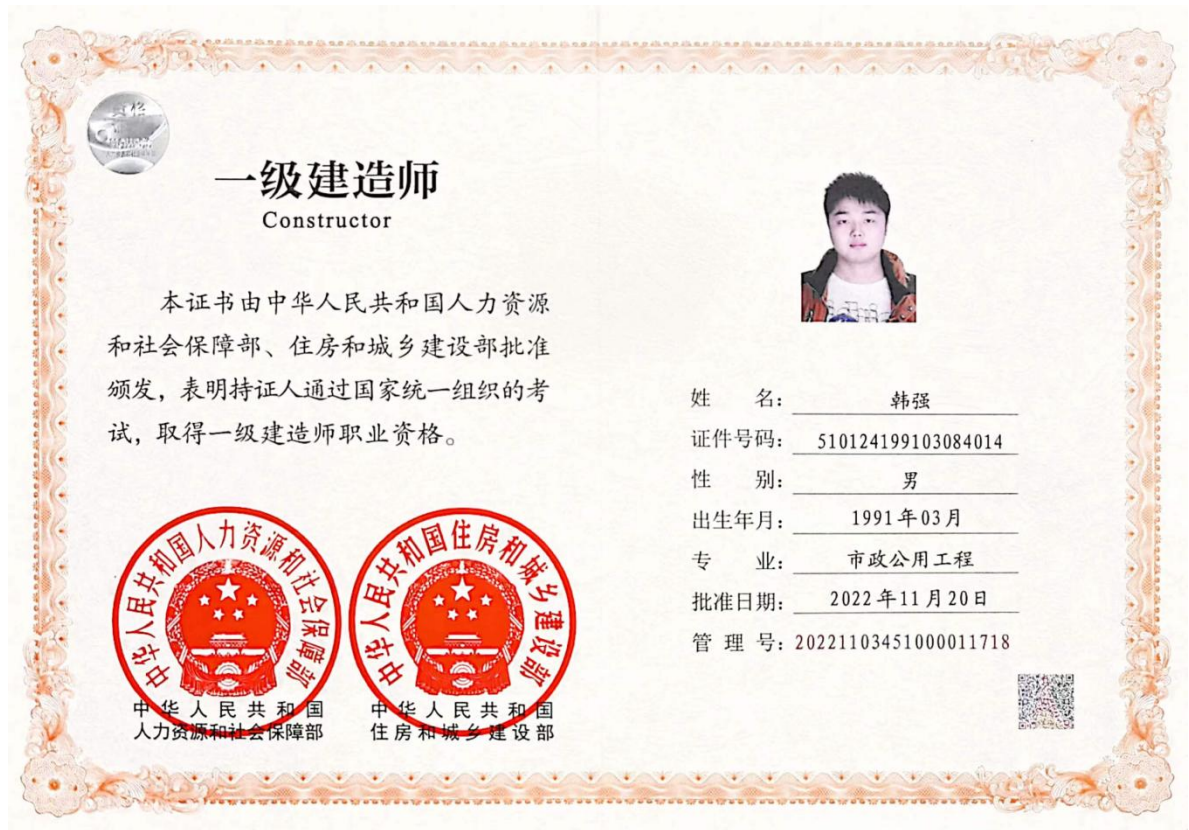 一级建造师
Constructor
本证书由中华人民共和国人力资源
和社会保障部、住房和城乡建设部批准
颁发，表明持证人通过国家统一组织的考
试，取得一级建造师职业资格。
中华人民共和国人力资源和社会保障部
中华人民共和国住房和城乡建设部
中华人民共和国
人力资源和社会保障部
中华人民共和国
住房和城乡建设部
姓 名： 韩强
证件号码： 510124199103084014
性 别： 男
出生年月： 1991年03月
专 业： 市政公用工程
批准日期： 2022年11月20日
管 理 号： 20221103451000011718